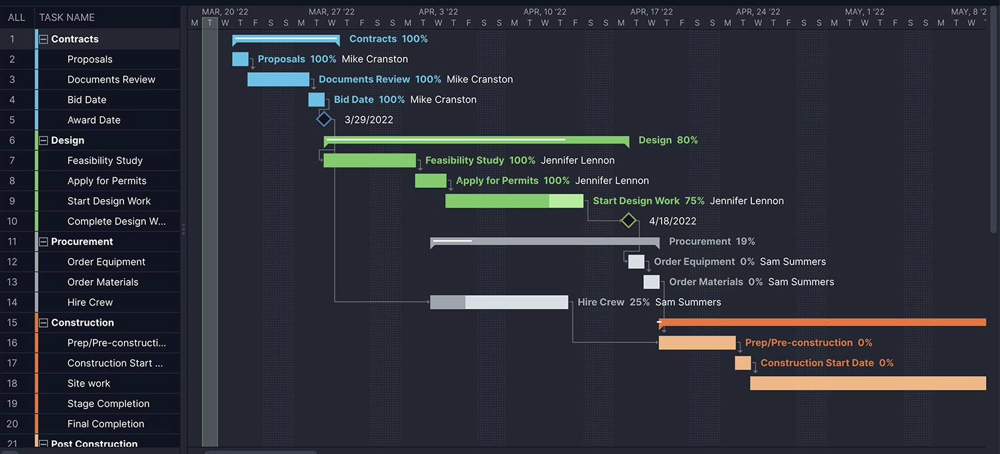 MAR, 20 '22 MAR, 27 '22 APR, 3 '22 APR, 10 '22 APR, 17 '22 APR, 24 '22 MAY, 1 '22 MAY, 8 '2
ALL TASK NAME
M T W T F S S M T W T F S S M T W T F S S M T W T F S S M T W T F S S M T W T F S S M T W T F S S M T W
1 Contracts Contracts 100%
2 Proposals Proposals 100% Mike Cranston
3 Documents Review Documents Review 100% Mike Cranston
4 Bid Date Bid Date 100% Mike Cranston
5 Award Date 3/29/2022
6 Design Design 80%
7 Feasibility Study Feasibility Study 100% Jennifer Lennon
8 Apply for Permits Apply for Permits 100% Jennifer Lennon
9 Start Design Work Start Design Work 75% Jennifer Lennon
10 Complete Design W... 4/18/2022
11 Procurement Procurement 19%
12 Order Equipment Order Equipment 0% Sam Summers
13 Order Materials Order Materials 0% Sam Summers
14 Hire Crew Hire Crew 25% Sam Summers
15 Construction
16 Prep/Pre-constructi... Prep/Pre-construction 0%
17 Construction Start ... Construction Start Date 0%
18 Site work
19 Stage Completion
20 Final Completion
21 Post Construction